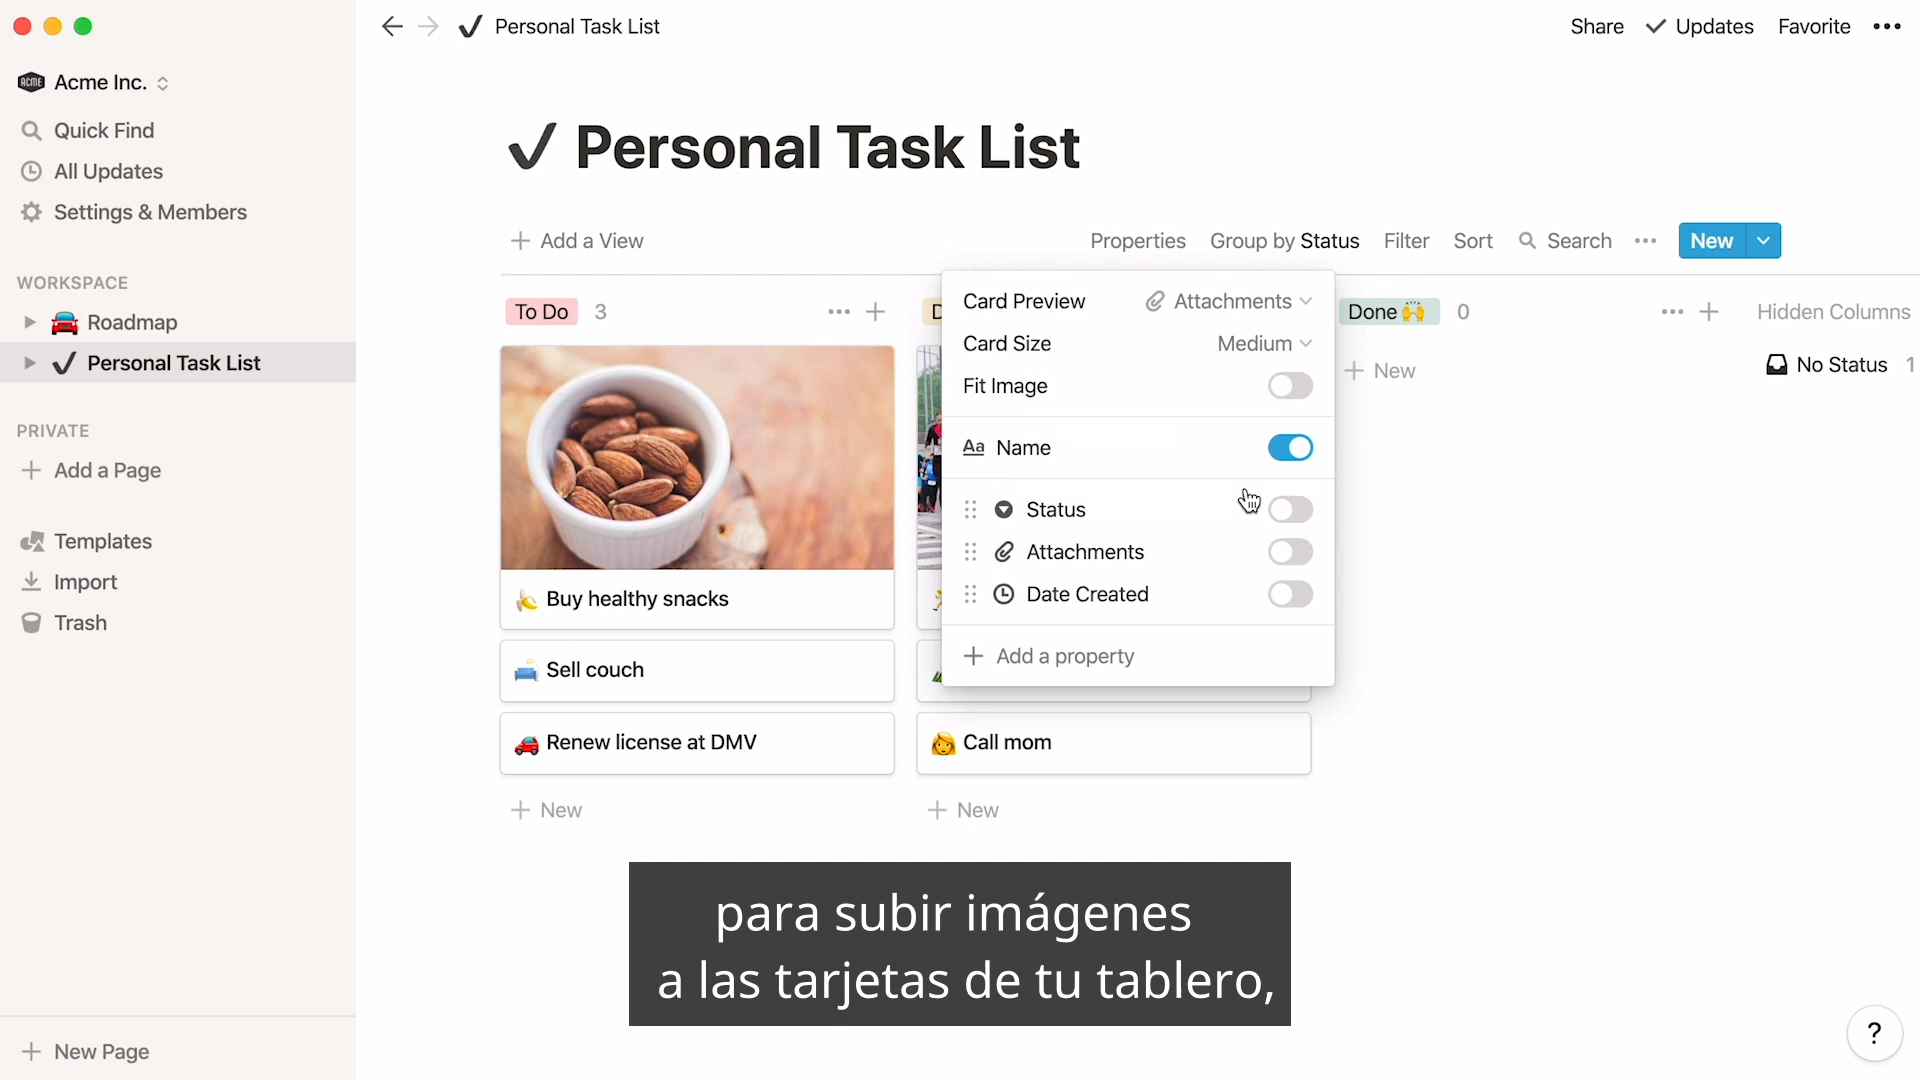 Personal Task List
Share
Updates
Favorite
ACME
Acme Inc.
Quick Find
All Updates
Settings & Members
WORKSPACE
Roadmap
Personal Task List
PRIVATE
Add a Page
Templates
Import
Trash
New Page
Personal Task List
Add a View
Properties
Group by Status
Filter
Sort
Search
New
To Do 3
Buy healthy snacks
Sell couch
Renew license at DMV
New
D
Call mom
New
Card Preview Attachments
Card Size Medium
Fit Image
Aa Name
Status
Attachments
Date Created
Add a property
Done 0
New
Hidden Columns
No Status 1
para subir imágenes
a las tarjetas de tu tablero,
?